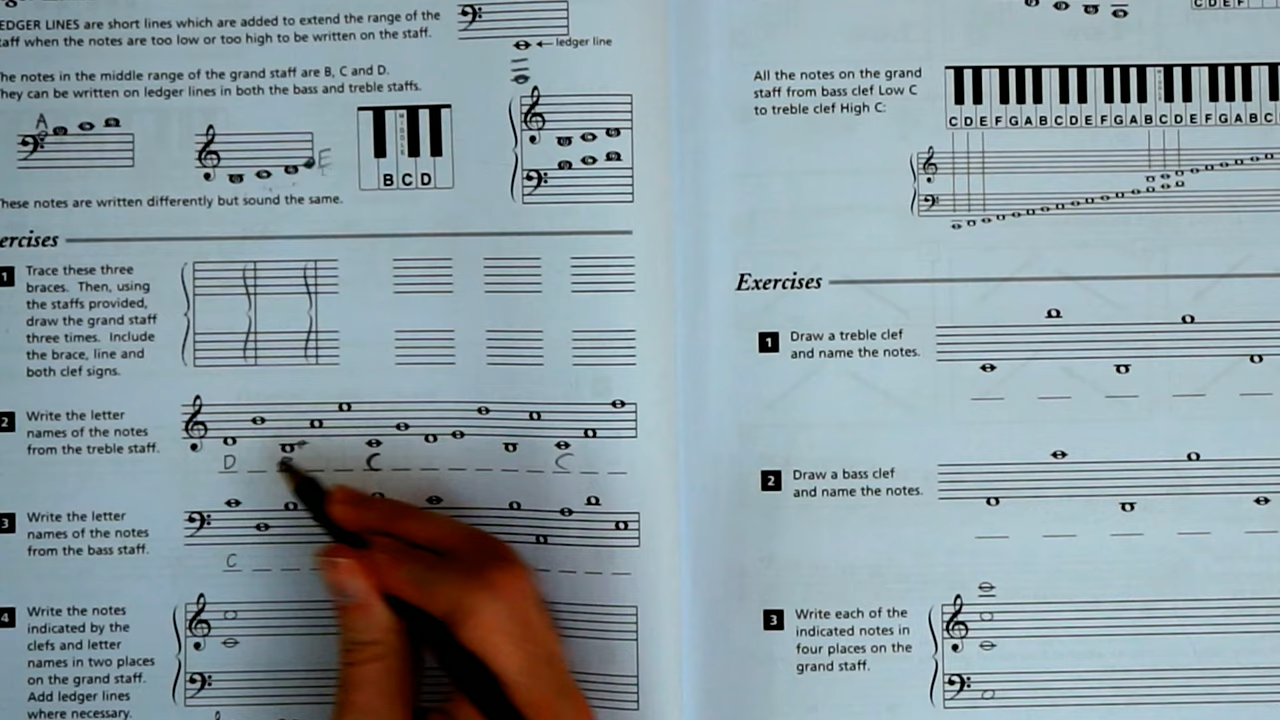 EDGER LINES are short lines which are added to extend the range of the
taff when the notes are too low or too high to be written on the staff.
ledger line
he notes in the middle range of the grand staff are B, C and D.
hey can be written on ledger lines in both the bass and treble staffs.
A
E
MIDDLE
B C D
hese notes are written differently but sound the same.
ercises
1 Trace these three
braces. Then, using
the staffs provided,
draw the grand staff
three times. Include
the brace, line and
both clef signs.
2 Write the letter
names of the notes
from the treble staff.
D C C
3 Write the letter
names of the notes
from the bass staff.
C
4 Write the notes
indicated by the
clefs and letter
names in two places
on the grand staff.
Add ledger lines
where necessary.
C D E F
All the notes on the grand
staff from bass clef Low C
to treble clef High C:
C D E F G A B C D E F G A B C D E F G A B C
Exercises
1 Draw a treble clef
and name the notes.
2 Draw a bass clef
and name the notes.
3 Write each of the
indicated notes in
four places on the
grand staff.